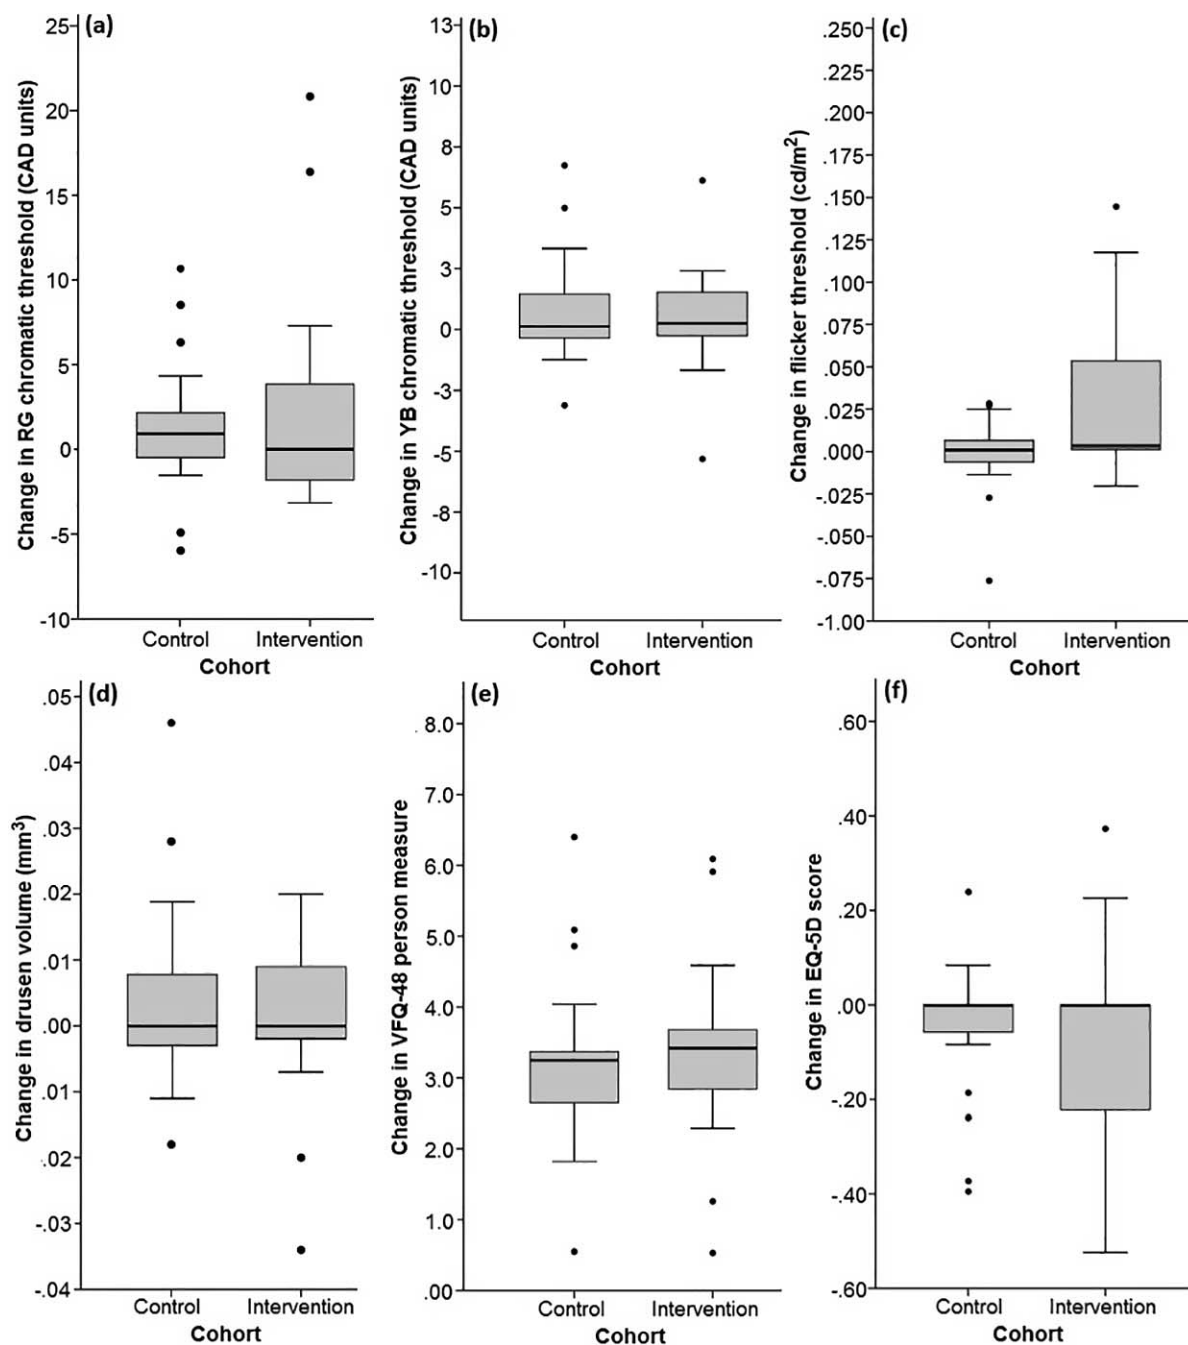 (a)
Change in RG chromatic threshold (CAD units)
25
20
15
10
5
0
-5
-10
Control Intervention
Cohort
(b)
Change in YB chromatic threshold (CAD units)
13
10
8
5
3
0
-3
-5
-8
-10
Control Intervention
Cohort
(c)
Change in flicker threshold (cd/m²)
.250
.225
.200
.175
.150
.125
.100
.075
.050
.025
.000
-.025
-.050
-.075
-1.00
Control Intervention
Cohort
(d)
Change in drusen volume (mm³)
.05
.04
.03
.02
.01
.00
.01
.02
-.03
-.04
Control Intervention
Cohort
(e)
Change in VFQ-48 person measure
. 8.0
7.0
6.0
5.0
4.0
3.0
2.0
1.0
.00
Control Intervention
Cohort
(f)
Change in EQ-5D score
.60
.40
.20
.00
-.20
-.40
-.60
Control Intervention
Cohort